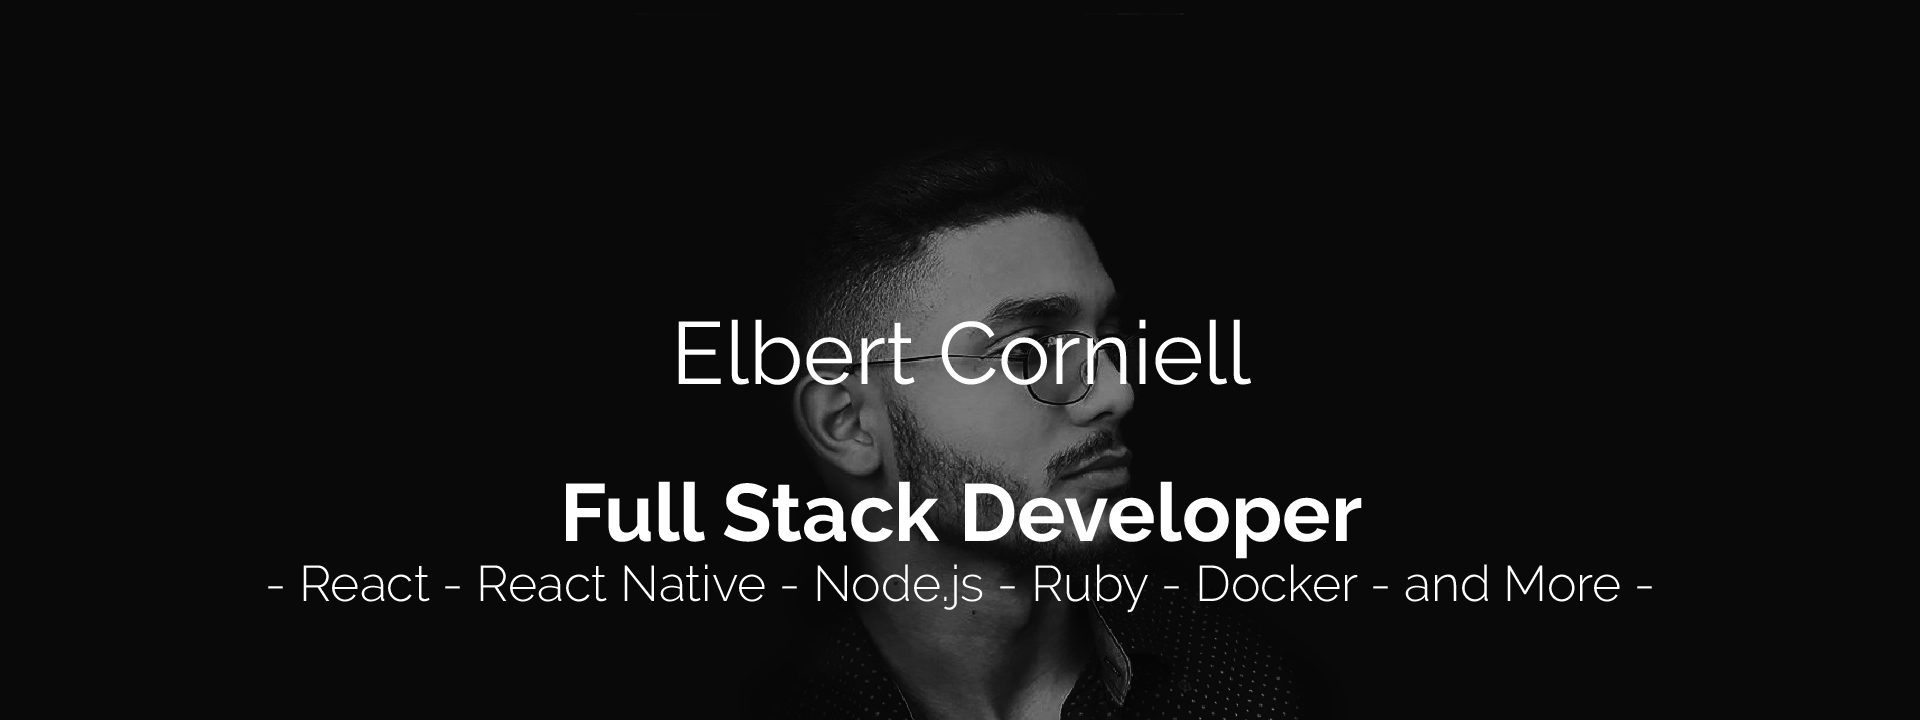 Elbert Corniell
Full Stack Developer
- React - React Native - Node.js - Ruby - Docker - and More -